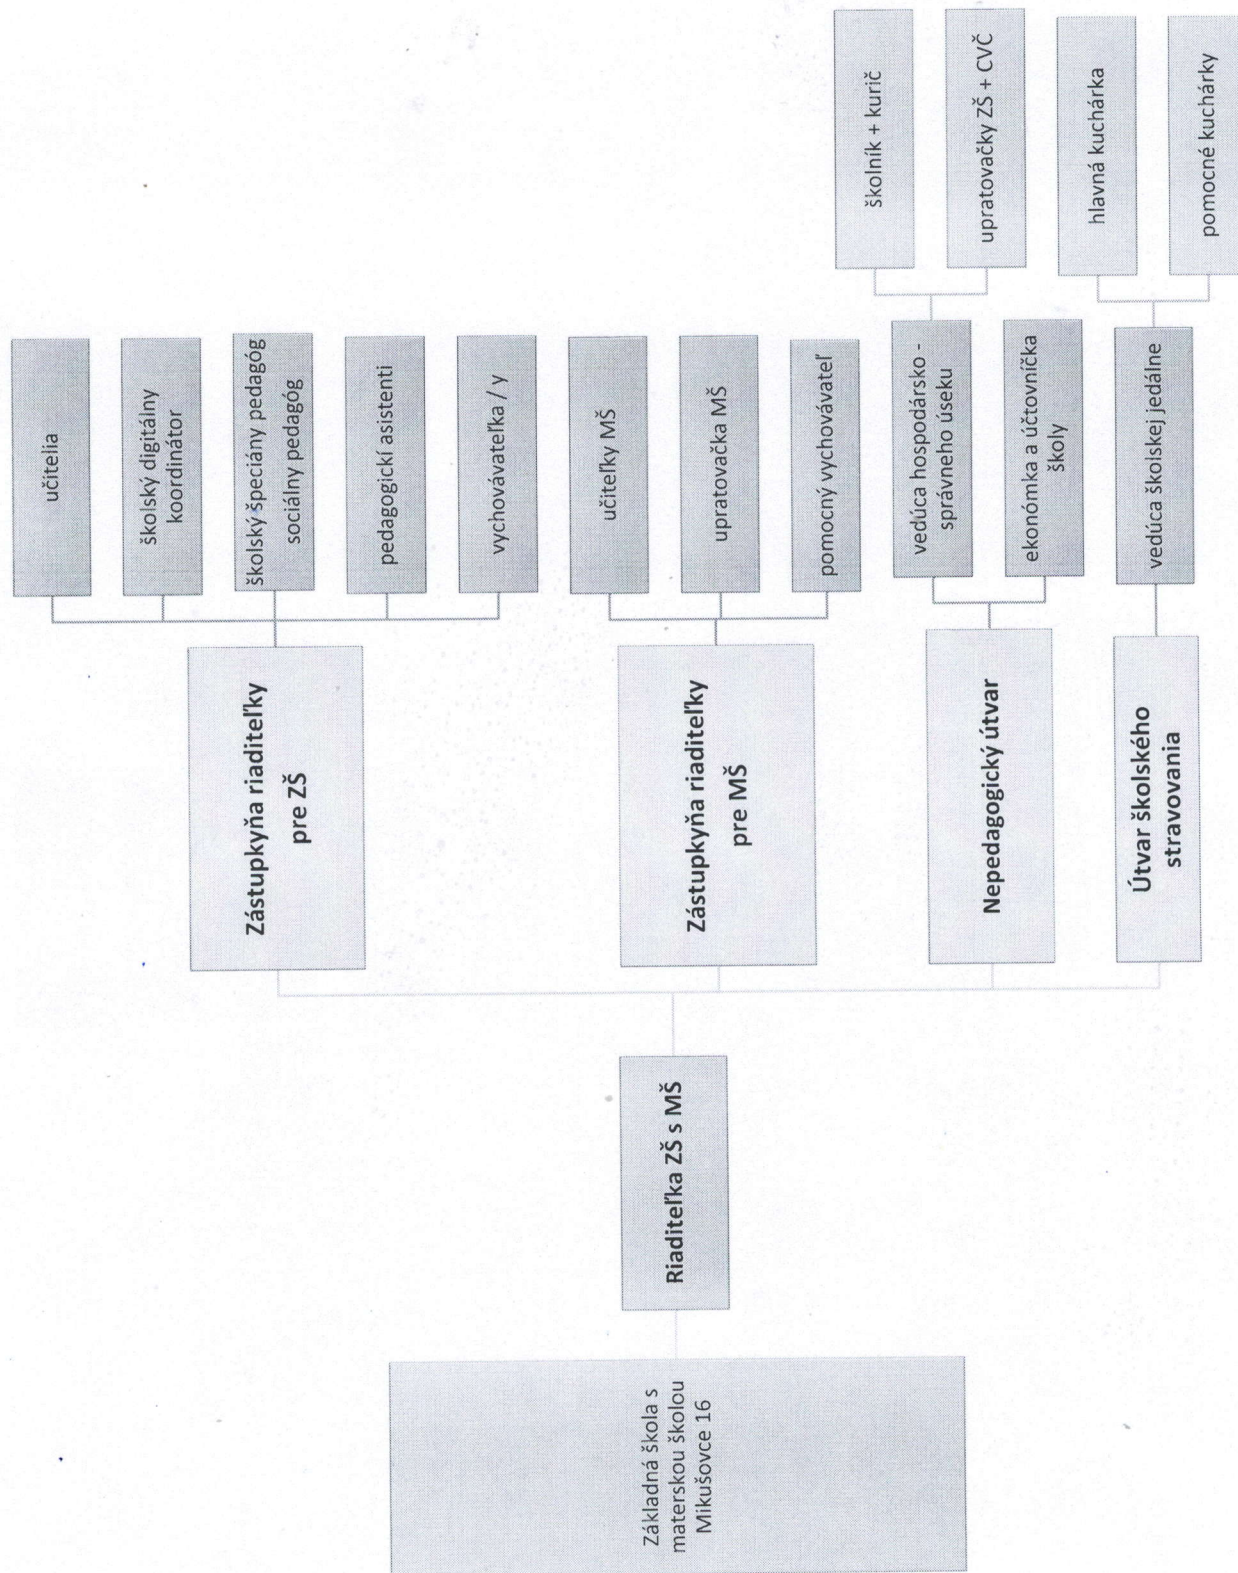 Základná škola s
materskou školou
Mikušovce 16
Riaditeľka ZŠ s MŠ
Zástupkyňa riaditeľky
pre ZŠ
učitelia
školský digitálny
koordinátor
školský špeciány pedagóg
sociálny pedagóg
pedagogickí asistenti
vychovávateľka / y
Zástupkyňa riaditeľky
pre MŠ
učiteľky MŠ
upratovačka MŠ
pomocný vychovávateľ
Nepedagogický útvar
vedúca hospodársko -
správneho úseku
školník + kurič
upratovačky ZŠ + CVČ
ekonómka a účtovníčka
školy
Útvar školského
stravovania
vedúca školskej jedálne
hlavná kuchárka
pomocné kuchárky